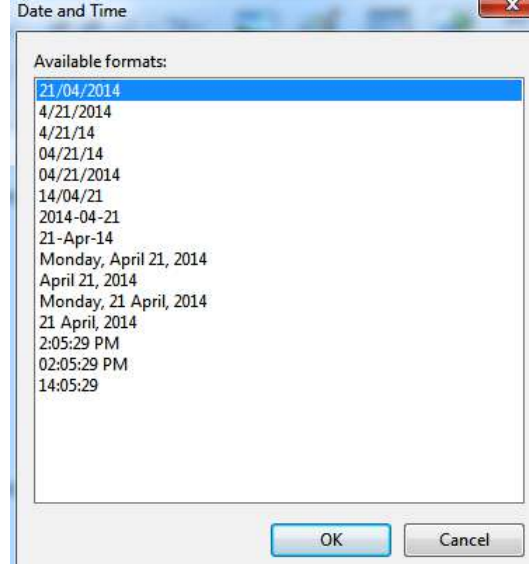 Date and Time
Available formats:
21/04/2014
4/21/2014
4/21/14
04/21/14
04/21/2014
14/04/21
2014-04-21
21-Apr-14
Monday, April 21, 2014
April 21, 2014
Monday, 21 April, 2014
21 April, 2014
2:05:29 PM
02:05:29 PM
14:05:29
OK
Cancel